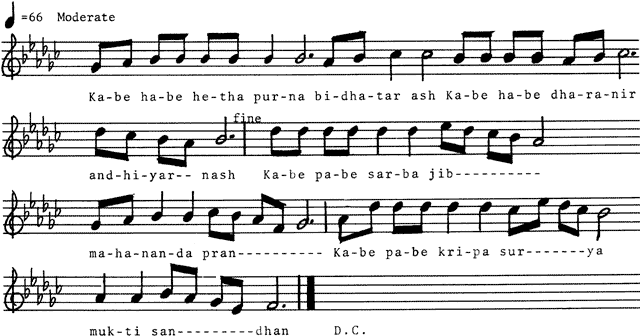 =66 Moderate
Ka-be ha-be he-tha pur-na bi-dha-tar ash Ka-be ha-be dha-ra-nir
fine
and-hi-yar-- nash Ka-be pa-be sar-ba jib----------
ma-ha-nan-da pran---------- Ka-be pa-be kri-pa sur-------ya
muk-ti san---------dhan D.C.